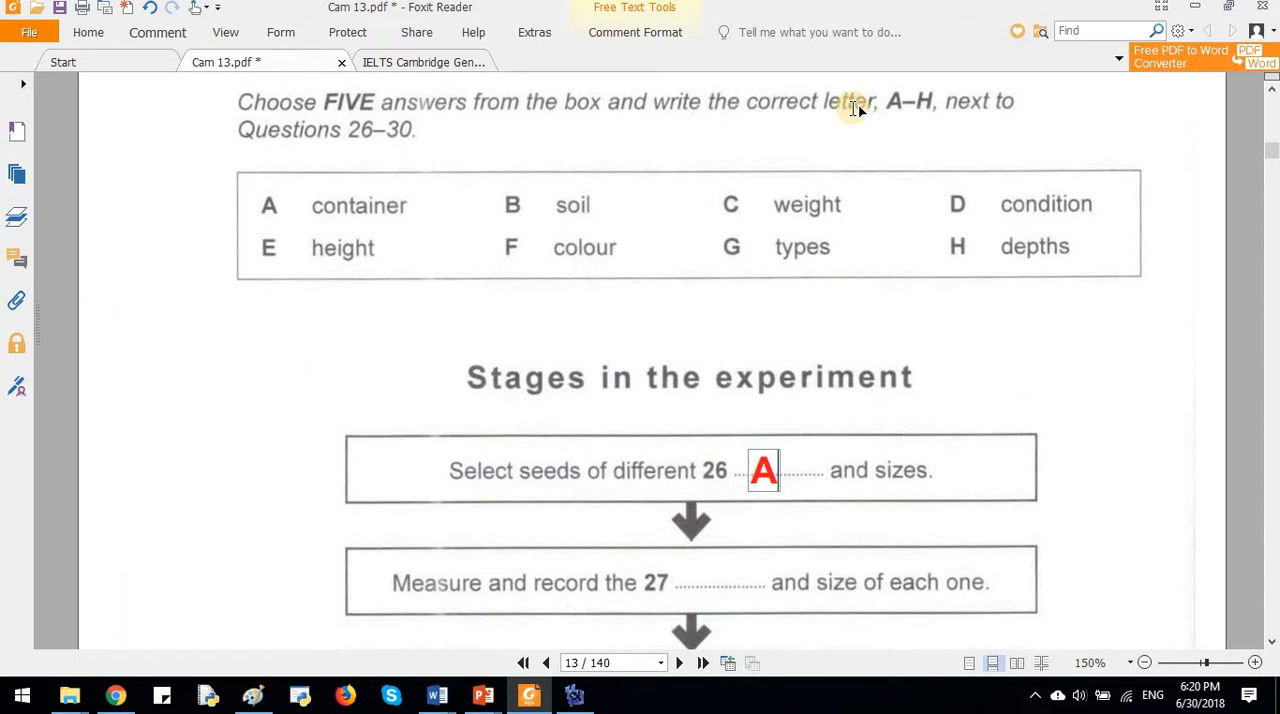 Cam 13.pdf * - Foxit Reader
Free Text Tools
File Home Comment View Form Protect Share Help Extras Comment Format Tell me what you want to do... Find
Start Cam 13.pdf * IELTS Cambridge Gen...
Free PDF to Word Converter
PDF
Word
Choose FIVE answers from the box and write the correct letter, A–H, next to
Questions 26–30.
A container B soil C weight D condition
E height F colour G types H depths
Stages in the experiment
Select seeds of different 26 ... A ......... and sizes.
Measure and record the 27 .................... and size of each one.
13 / 140
150%
ENG
6:20 PM
6/30/2018